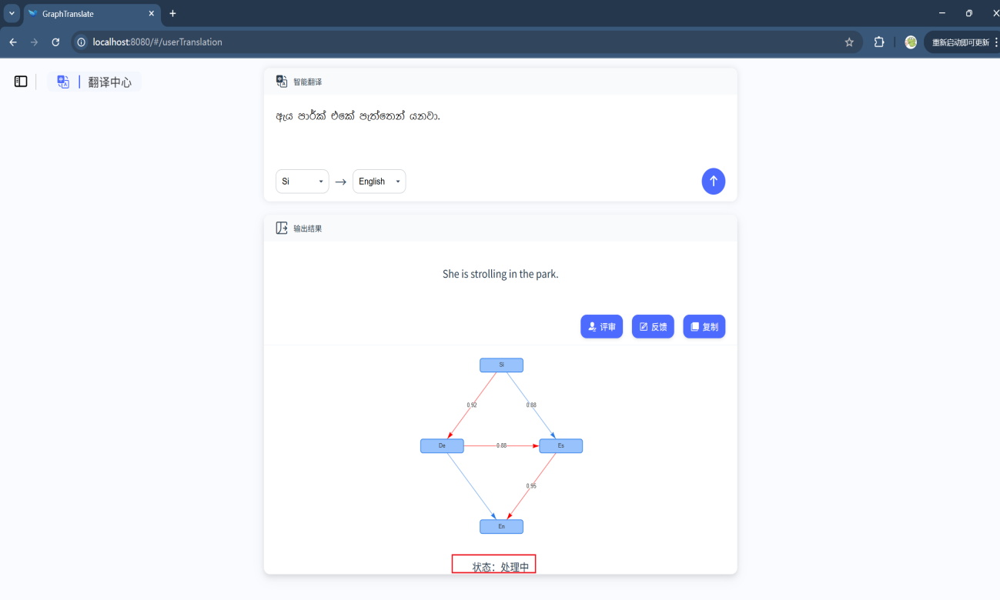 GraphTranslate
localhost:8080/#/userTranslation
重新启动即可更新
翻译中心
智能翻译
ඇය පාර්ක් එකේ පැත්තෙන් යනවා.
Si
English
输出结果
She is strolling in the park.
评审
反馈
复制
Si
0.92
0.88
De
0.88
Es
0.95
En
状态：处理中